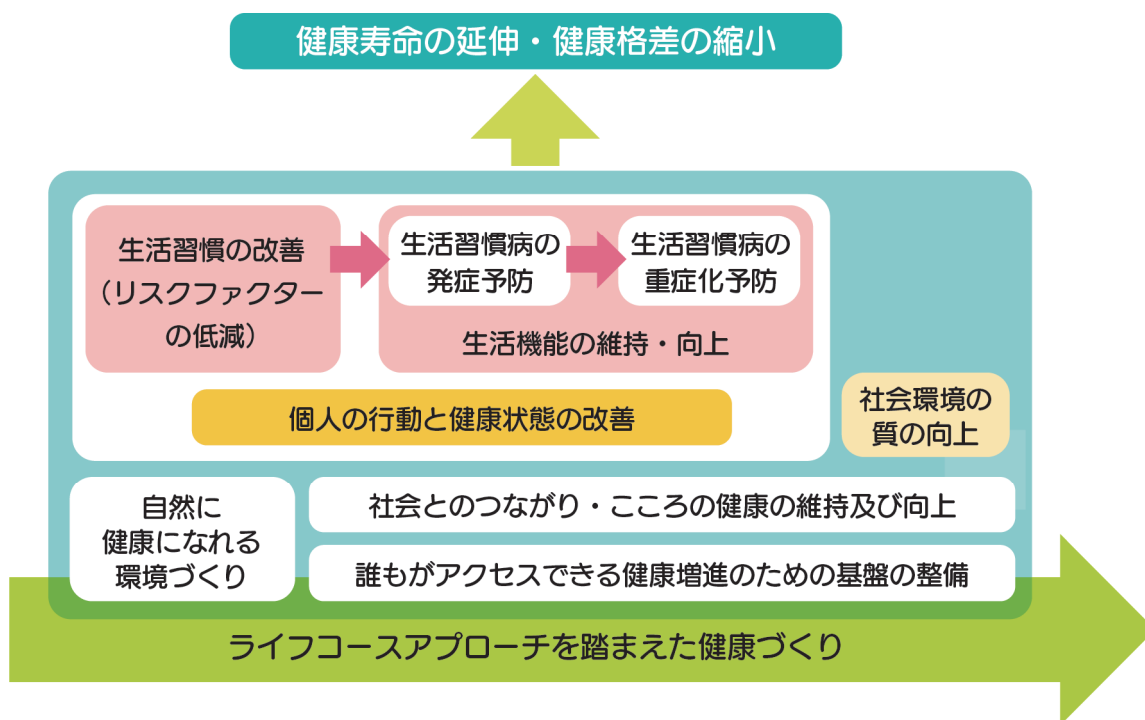 健康寿命の延伸・健康格差の縮小
生活習慣の改善
（リスクファクター
の低減）
生活習慣病の
発症予防
生活習慣病の
重症化予防
生活機能の維持・向上
個人の行動と健康状態の改善
社会環境の
質の向上
自然に
健康になれる
環境づくり
社会とのつながり・こころの健康の維持及び向上
誰もがアクセスできる健康増進のための基盤の整備
ライフコースアプローチを踏まえた健康づくり